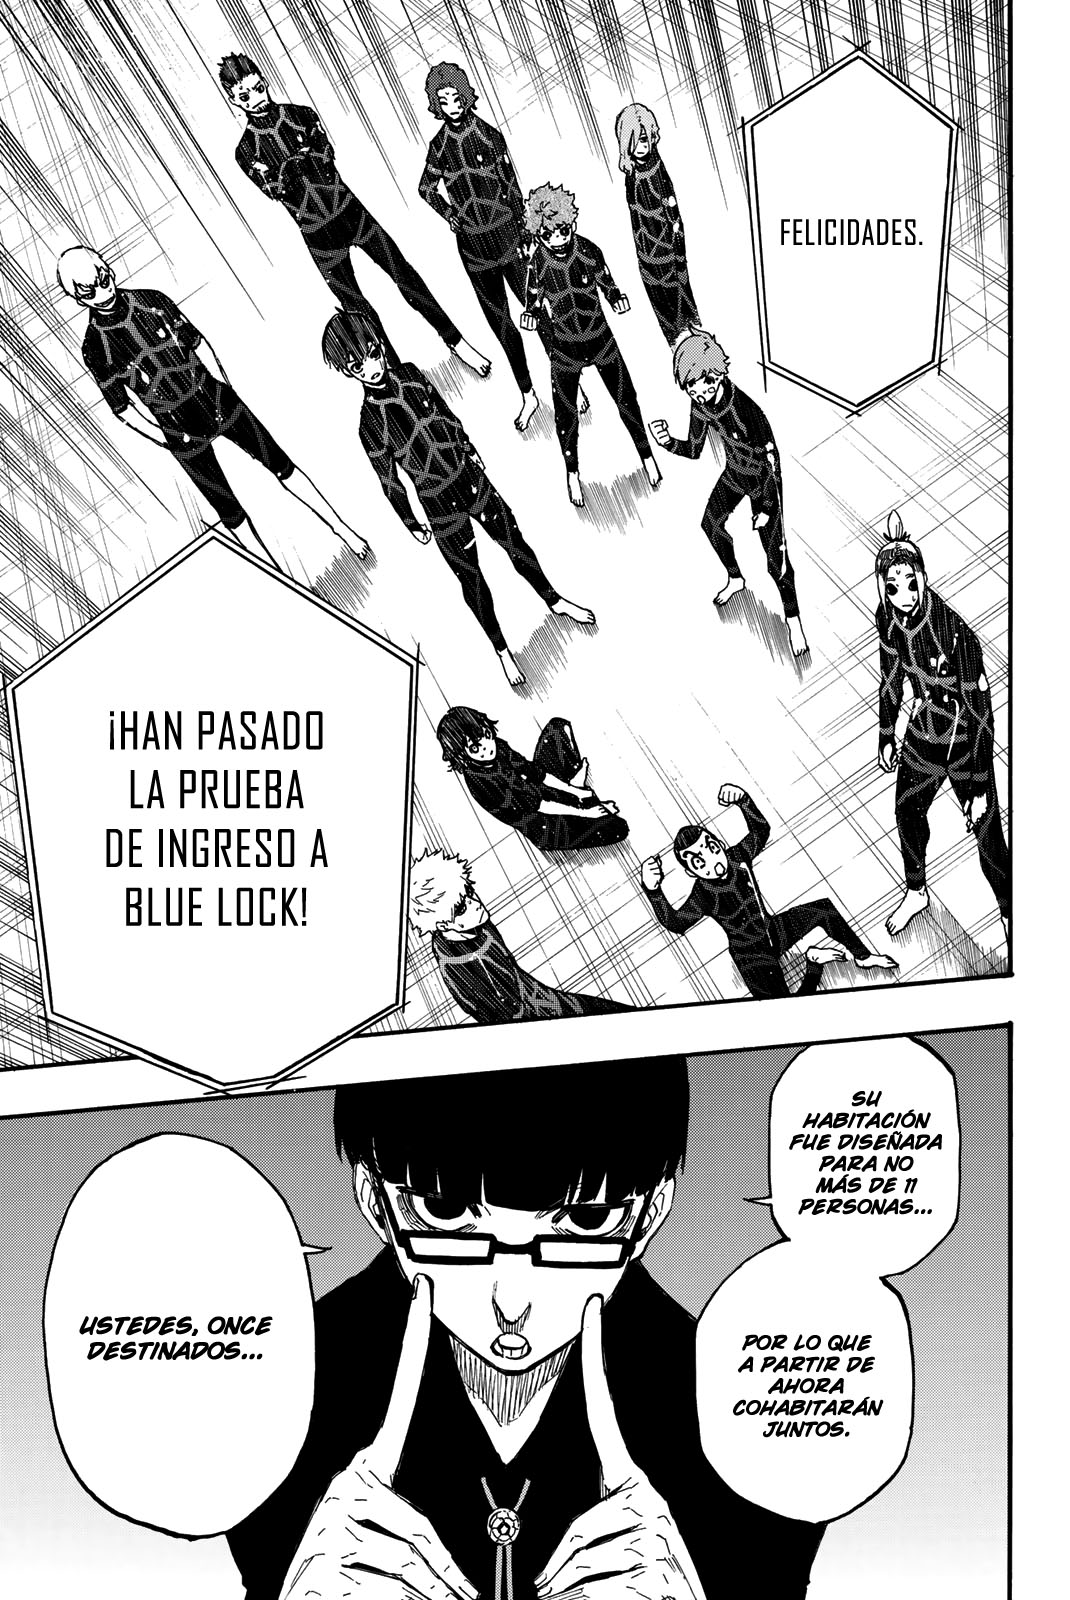 FELICIDADES.
¡HAN PASADO
LA PRUEBA
DE INGRESO A
BLUE LOCK!
SU
HABITACIÓN
FUE DISEÑADA
PARA NO
MÁS DE 11
PERSONAS...
POR LO QUE
A PARTIR DE
AHORA
COHABITARÁN
JUNTOS.
USTEDES, ONCE
DESTINADOS...